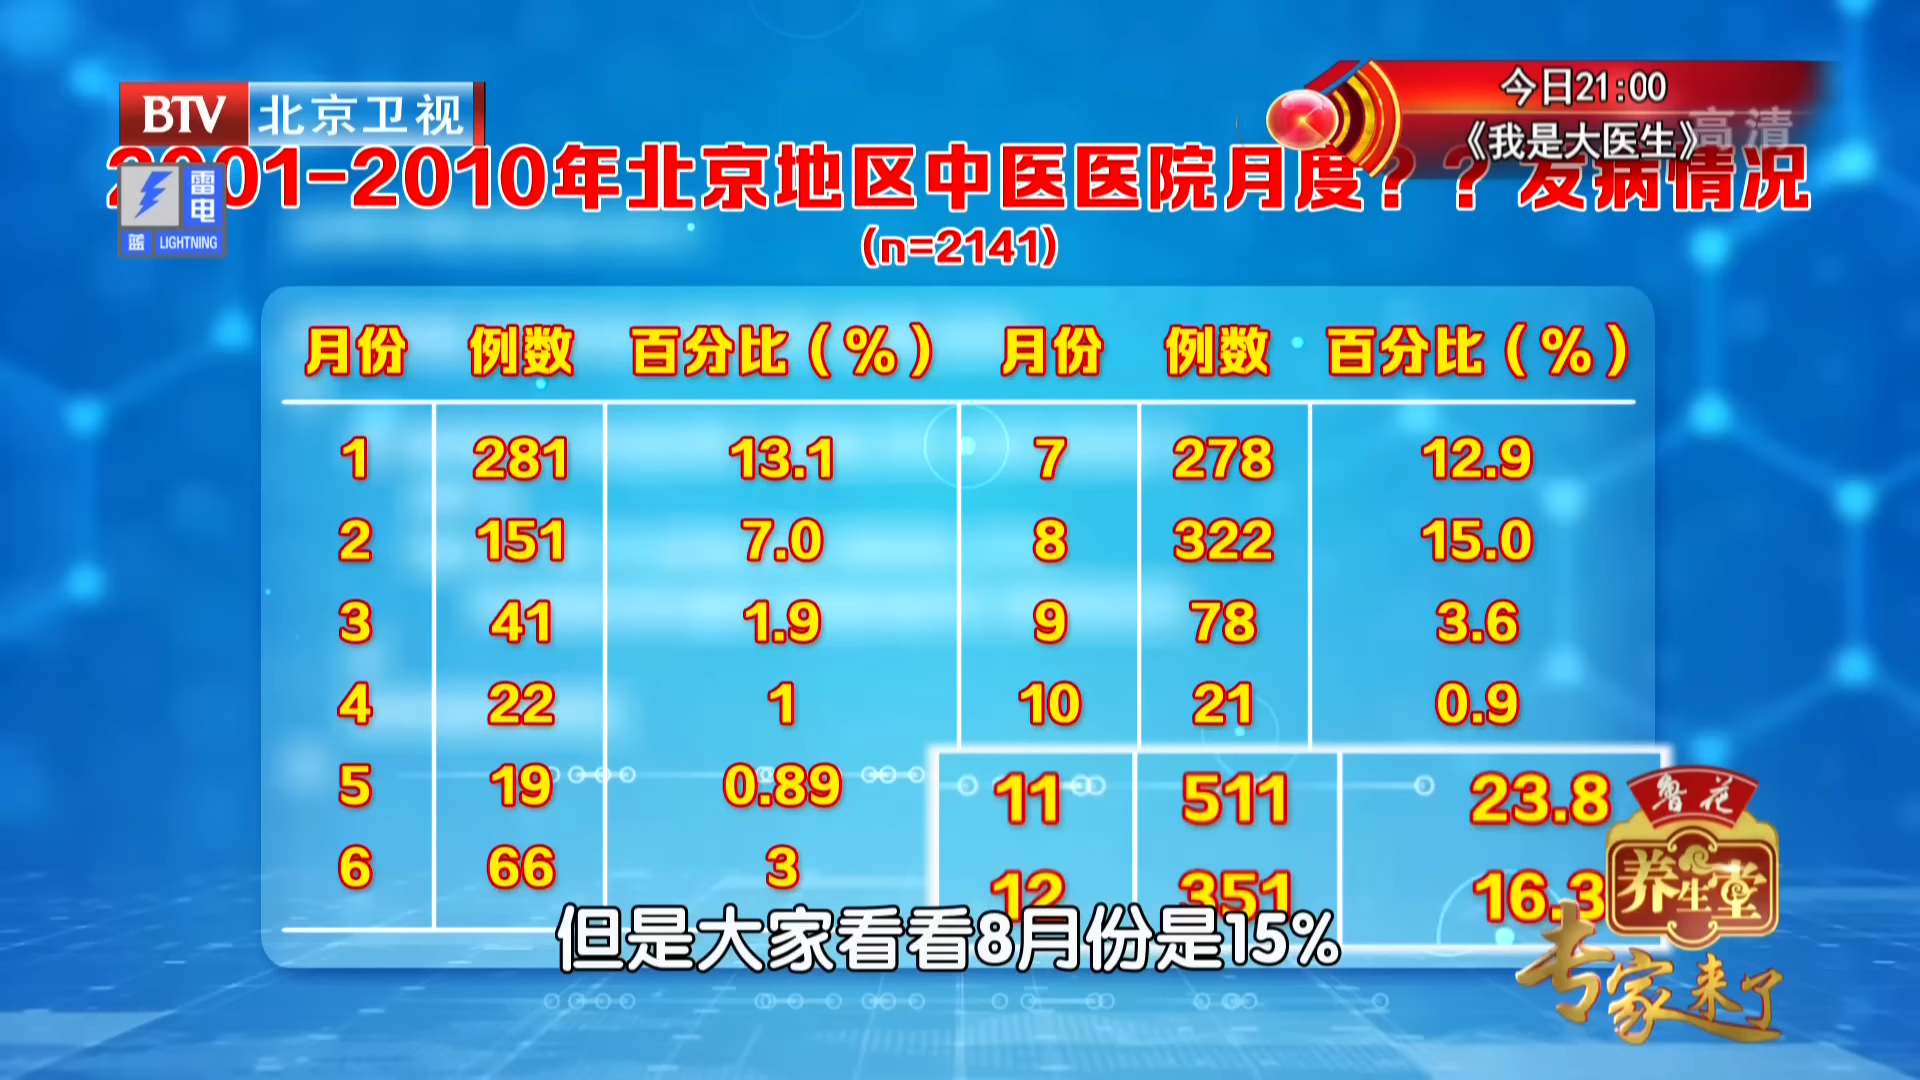 今日21:00
BTV 北京卫视
《我是大医生》
高清
2001-2010年北京地区中医医院月度？？发病情况
雷电
蓝 LIGHTNING
(n=2141)
月份 例数 百分比（%） 月份 例数 百分比（%）
1 281 13.1 7 278 12.9
2 151 7.0 8 322 15.0
3 41 1.9 9 78 3.6
4 22 1 10 21 0.9
5 19 0.89 11 511 23.8
6 66 3 12 351 16.3
鲁花
养生堂
但是大家看看8月份是15%
专家来了